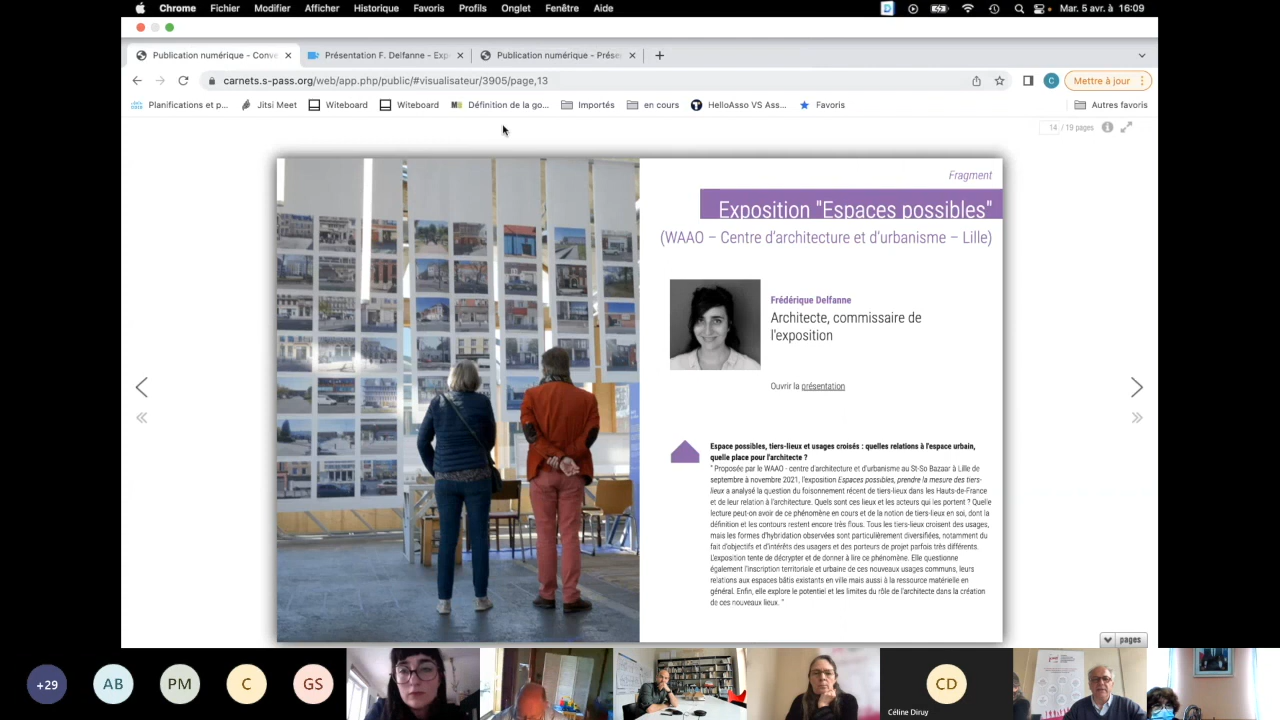 Chrome Fichier Modifier Afficher Historique Favoris Profils Onglet Fenêtre Aide Mar. 5 avr. à 16:09
Publication numérique - Conve
Présentation F. Delfanne - Exp
Publication numérique - Prése
carnets.s-pass.org/web/app.php/public/#visualisateur/3905/page,13
C
Mettre à jour
Planifications et p... Jitsi Meet Witeboard Witeboard Définition de la go... Importés en cours HelloAsso VS Ass... Favoris Autres favoris
14 / 19 pages
Fragment
Exposition "Espaces possibles"
(WAAO – Centre d'architecture et d'urbanisme – Lille)
Frédérique Delfanne
Architecte, commissaire de
l'exposition
Ouvrir la présentation
Espace possibles, tiers-lieux et usages croisés : quelles relations à l'espace urbain,
quelle place pour l'architecte ?
" Proposée par le WAAO - centre d'architecture et d'urbanisme au St-So Bazaar à Lille de
septembre à novembre 2021, l'exposition Espaces possibles, prendre la mesure des tiers-
lieux a analysé la question du foisonnement récent de tiers-lieux dans les Hauts-de-France
et de leur relation à l'architecture. Quels sont ces lieux et les acteurs qui les portent ? Quelle
lecture peut-on avoir de ce phénomène en cours et de la notion de tiers-lieux en soi, dont la
définition et les contours restent encore très flous. Tous les tiers-lieux croisent des usages,
mais les formes d'hybridation observées sont particulièrement diversifiées, notamment du
fait d'objectifs et d'intérêts des usagers et des porteurs de projet parfois très différents.
L'exposition tente de décrypter et de donner à lire ce phénomène. Elle questionne
également l'inscription territoriale et urbaine de ces nouveaux usages communs, leurs
relations aux espaces bâtis existants en ville mais aussi à la ressource matérielle en
général. Enfin, elle explore le potentiel et les limites du rôle de l'architecte dans la création
de ces nouveaux lieux. "
pages
+29 AB PM C GS CD
Céline Diruy